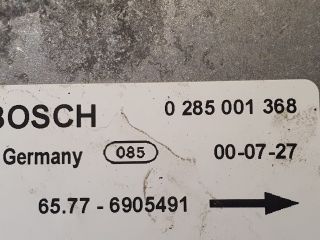 BOSCH 0 285 001 368
Germany 085 00-07-27
65.77 - 6905491